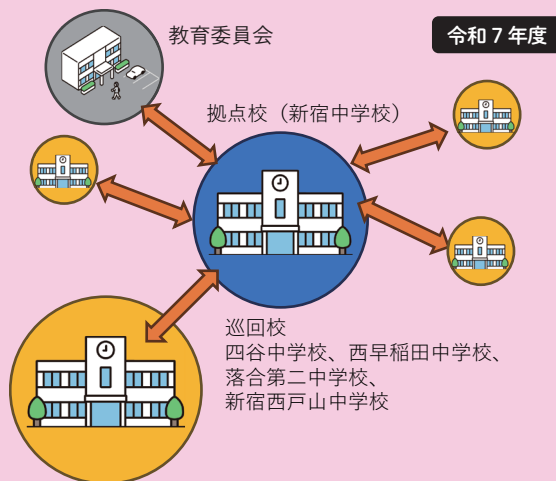 教育委員会
令和7年度
拠点校（新宿中学校）
巡回校
四谷中学校、西早稲田中学校、
落合第二中学校、
新宿西戸山中学校